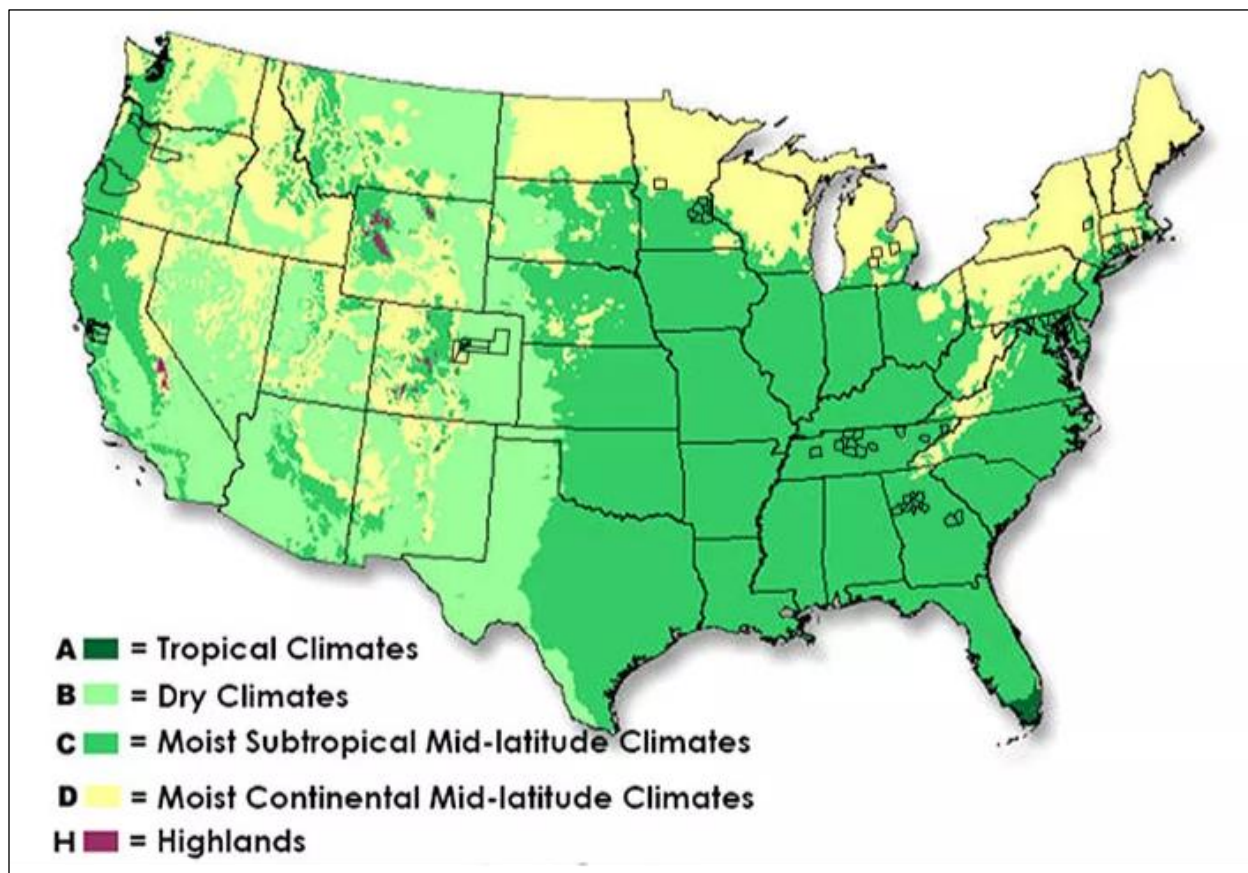 A = Tropical Climates
B = Dry Climates
C = Moist Subtropical Mid-latitude Climates
D = Moist Continental Mid-latitude Climates
H = Highlands